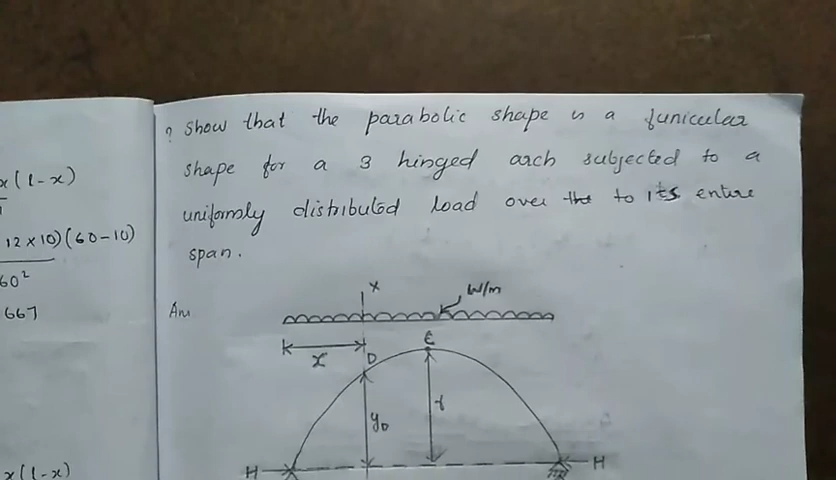 x(l-x)
12 x 10)(60-10)
60²
667
x(l-x)
? show that the parabolic shape is a funicular
shape for a 3 hinged arch subjected to a
uniformly distributed load over the to its entire
span.
Ans
x
W/m
x
D
C
y_D
r
H
H